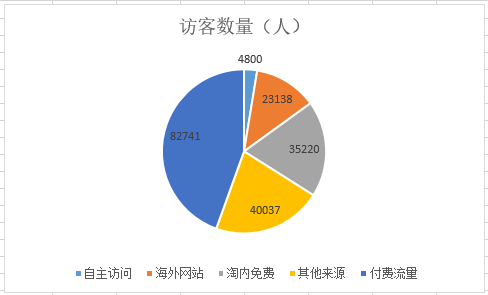 访客数量（人）
4800
23138
82741
35220
40037
自主访问 海外网站 淘内免费 其他来源 付费流量